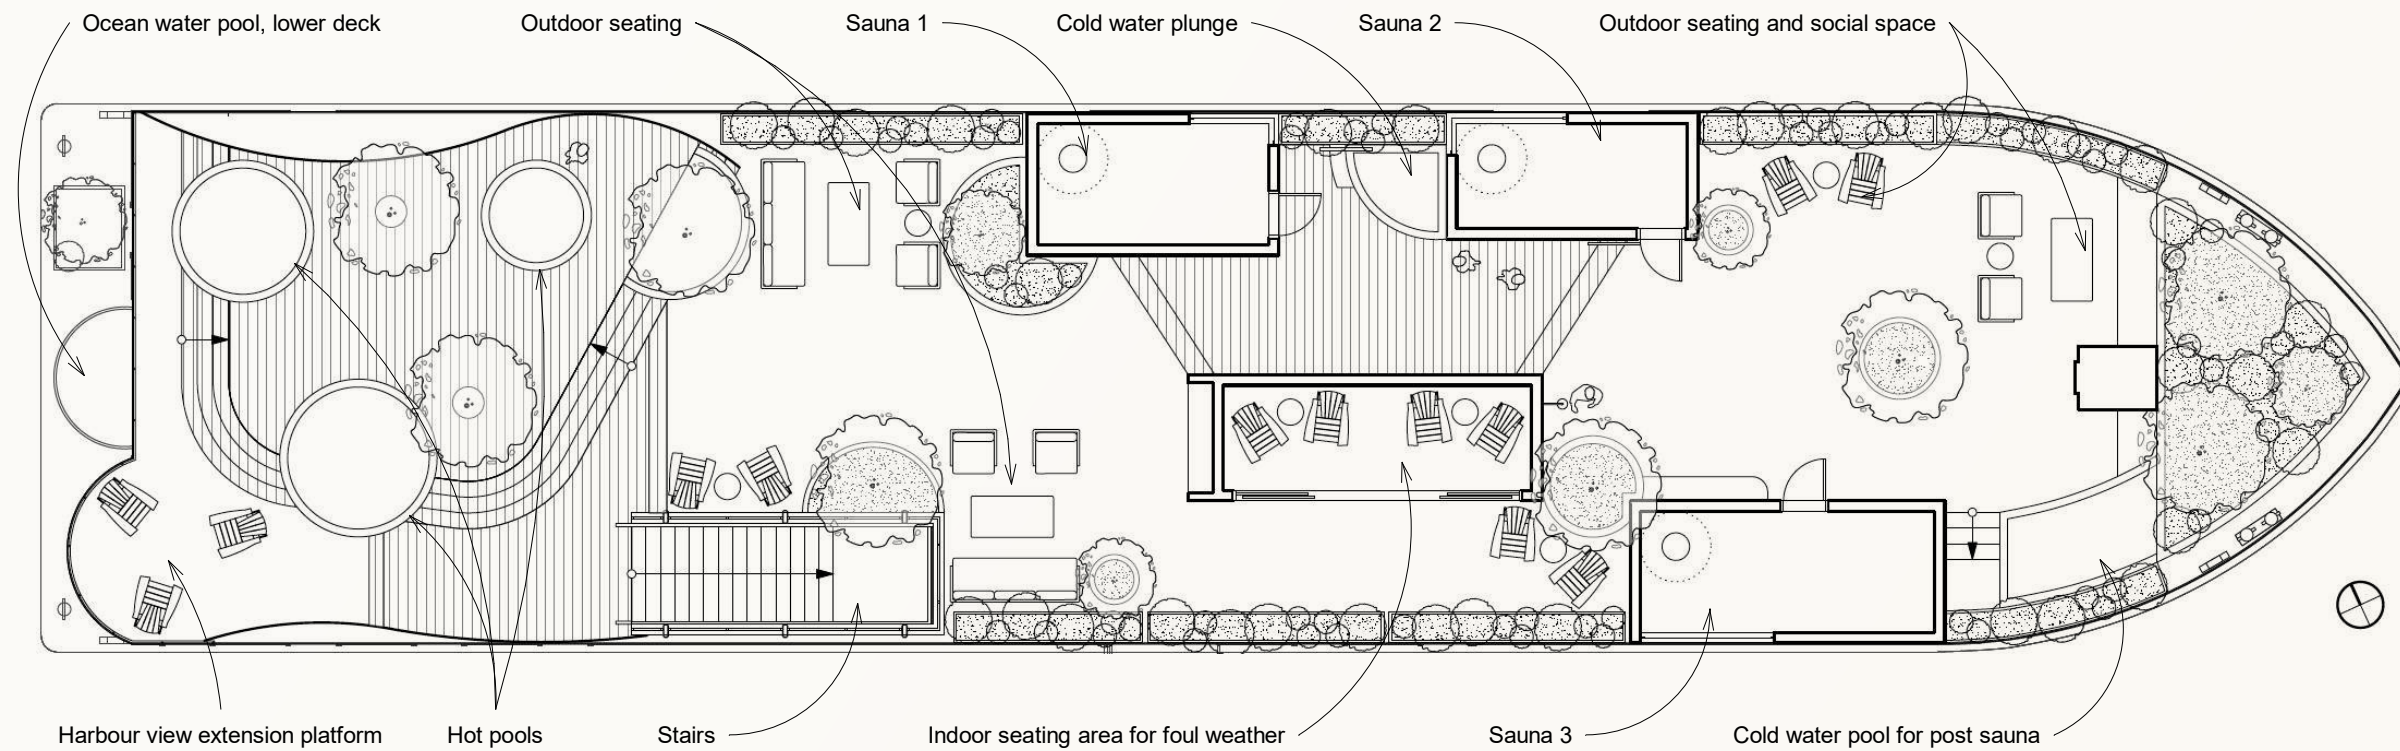 Ocean water pool, lower deck
Outdoor seating
Sauna 1
Cold water plunge
Sauna 2
Outdoor seating and social space
Harbour view extension platform
Hot pools
Stairs
Indoor seating area for foul weather
Sauna 3
Cold water pool for post sauna